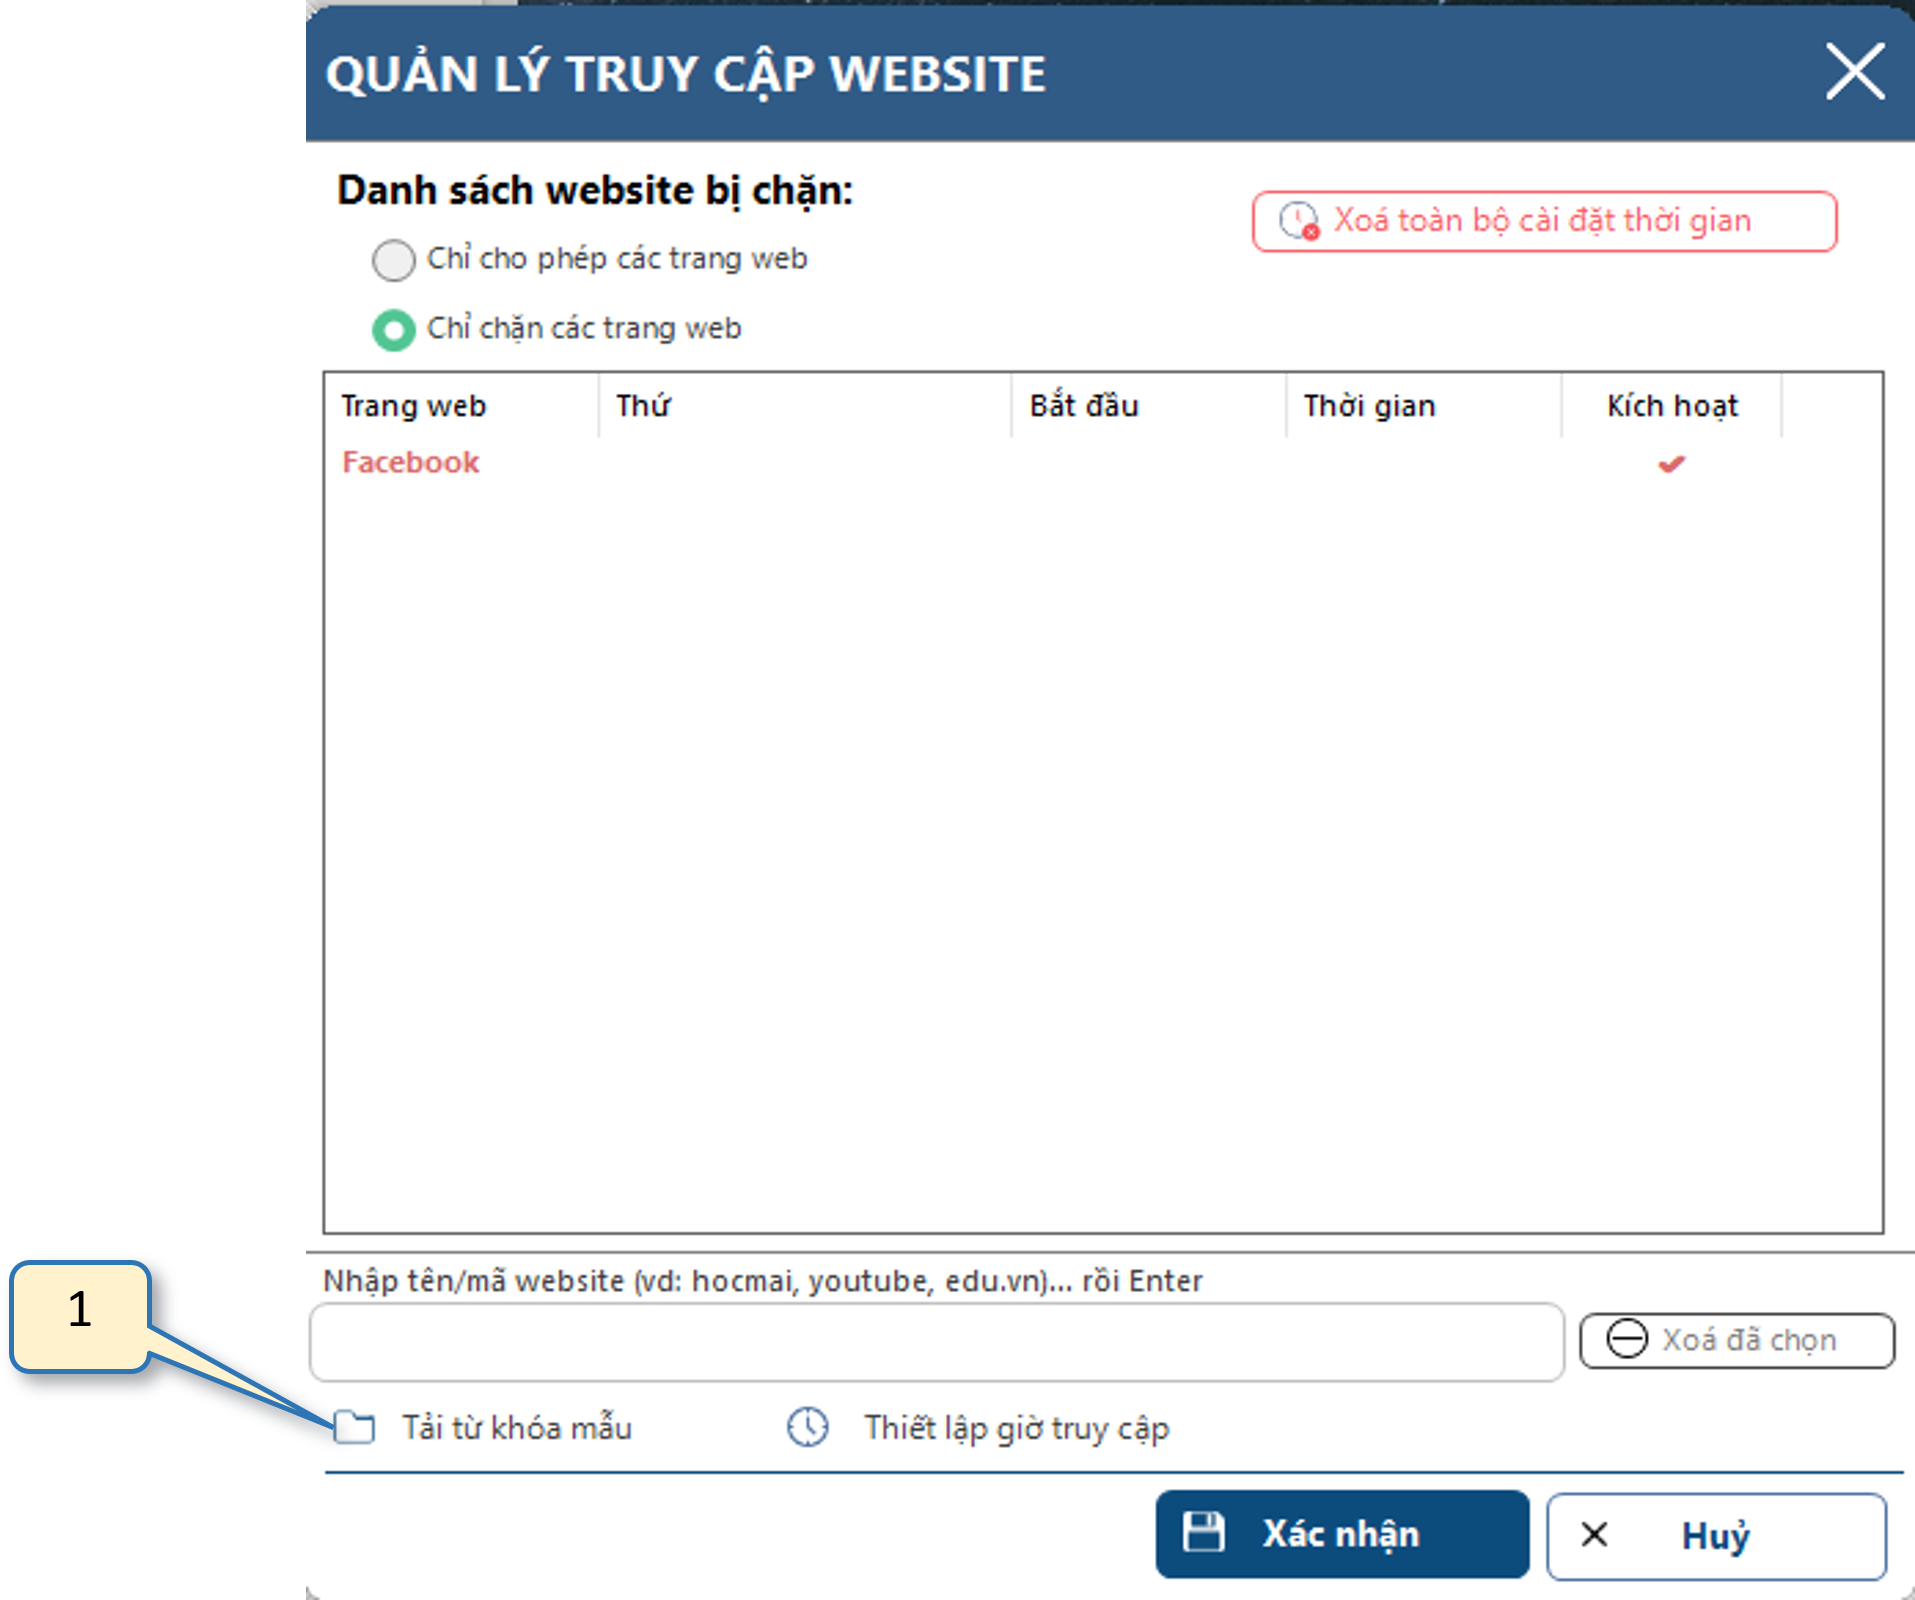 QUẢN LÝ TRUY CẬP WEBSITE
Danh sách website bị chặn:
Xoá toàn bộ cài đặt thời gian
Chỉ cho phép các trang web
Chỉ chặn các trang web
Trang web Thứ Bắt đầu Thời gian Kích hoạt
Facebook
Nhập tên/mã website (vd: hocmai, youtube, edu.vn)... rồi Enter
1
Xoá đã chọn
Tải từ khóa mẫu Thiết lập giờ truy cập
Xác nhận Huỷ